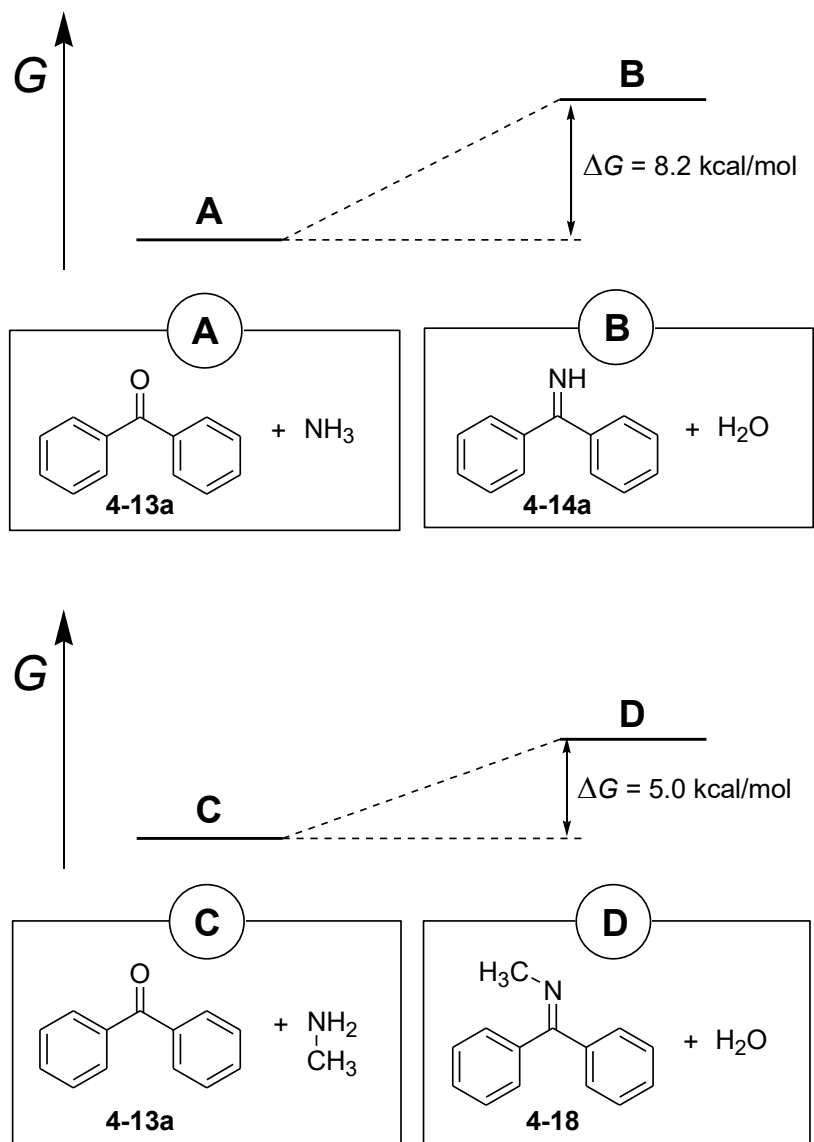 G
B
ΔG = 8.2 kcal/mol
A
A
B
O
NH
+ NH3
+ H2O
4-13a
4-14a
G
D
ΔG = 5.0 kcal/mol
C
C
D
O
H3C
N
+ NH2
CH3
+ H2O
4-13a
4-18